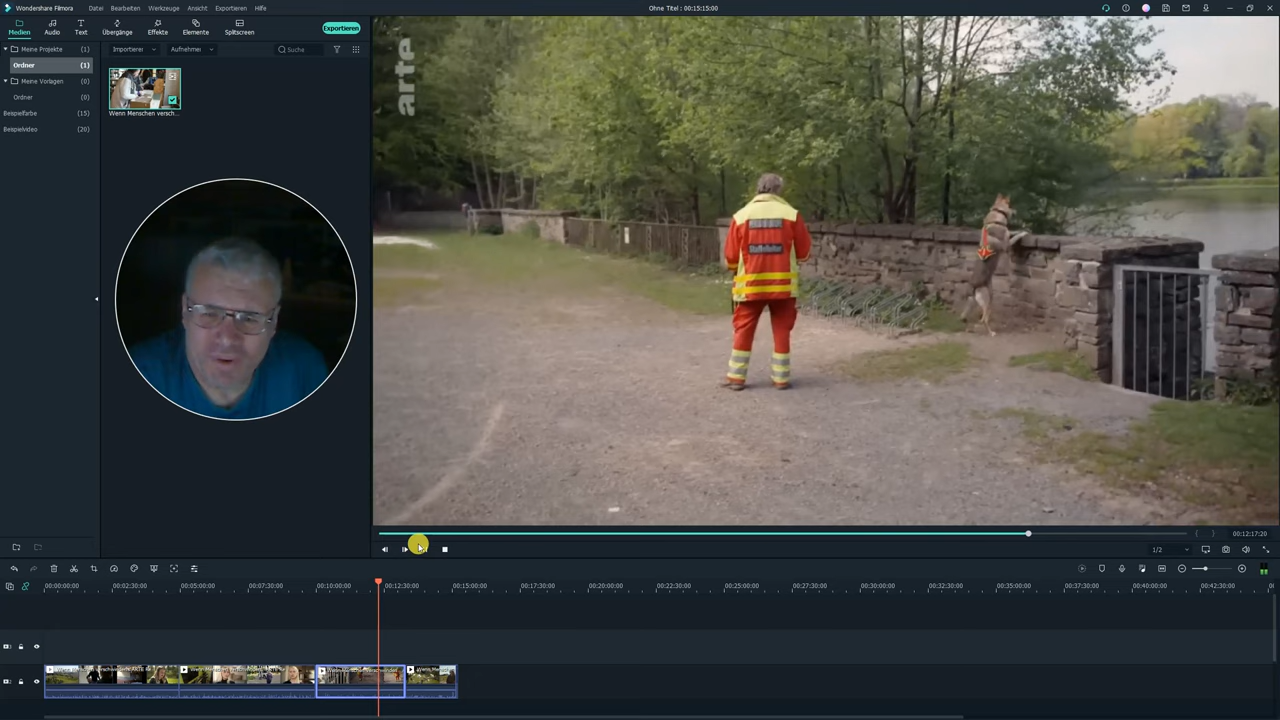 Wondershare Filmora
Datei
Bearbeiten
Werkzeuge
Ansicht
Exportieren
Hilfe
Ohne Titel : 00:15:15:00
Medien
Audio
Text
Übergänge
Effekte
Elemente
Splitscreen
Exportieren
Meine Projekte (1)
Ordner (1)
Meine Vorlagen (0)
Ordner (0)
Beispielfarbe (15)
Beispielvideo (20)
Importieren
Aufnehmen
Suche
Wenn Menschen versch...
arte
00:12:17:20
1/2
00:00:00:00
00:02:30:00
00:05:00:00
00:07:30:00
00:10:00:00
00:12:30:00
00:15:00:00
00:17:30:00
00:20:00:00
00:22:30:00
00:25:00:00
00:27:30:00
00:30:00:00
00:32:30:00
00:35:00:00
00:37:30:00
00:40:00:00
00:42:30:00